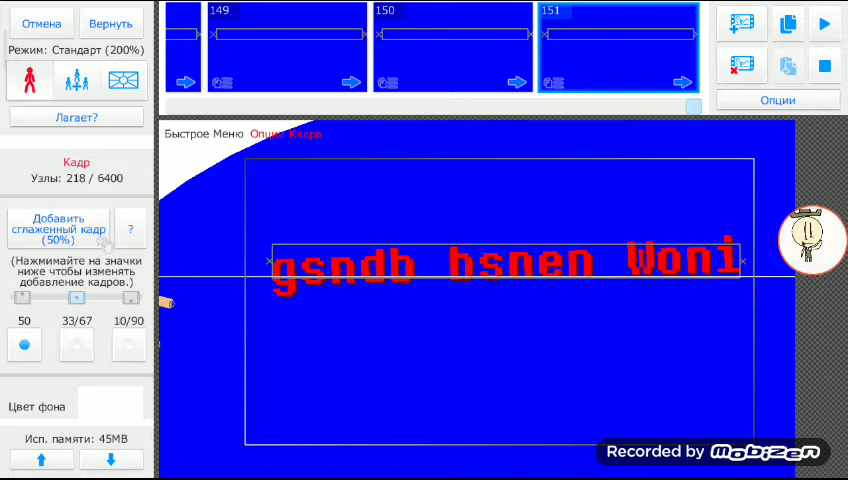 Отмена
Вернуть
Режим: Стандарт (200%)
Лагает?
Кадр
Узлы: 218 / 6400
Добавить
сглаженный кадр
(50%)
?
(Нажимайте на значки
ниже чтобы изменять
добавление кадров.)
50
33/67
10/90
Цвет фона
Исп. памяти: 45MB
149
150
151
Опции
Быстрое Меню
Опции Кадра
gsndb bsnen Woni
Recorded by mobizen